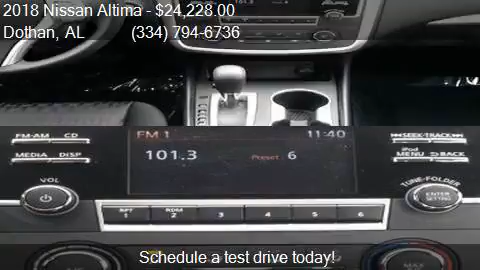 2018 Nissan Altima - $24,228.00
Dothan, AL (334) 794-6736
FM-AM CD
FM 1 11:40
SEEK-TRACK
MEDIA DISP
101.3 Preset 6
iPod
MENU BACK
VOL
TUNE-FOLDER
ENTER
SETTING
RPT
1
RDM
2
3 4 5 6
Schedule a test drive today!